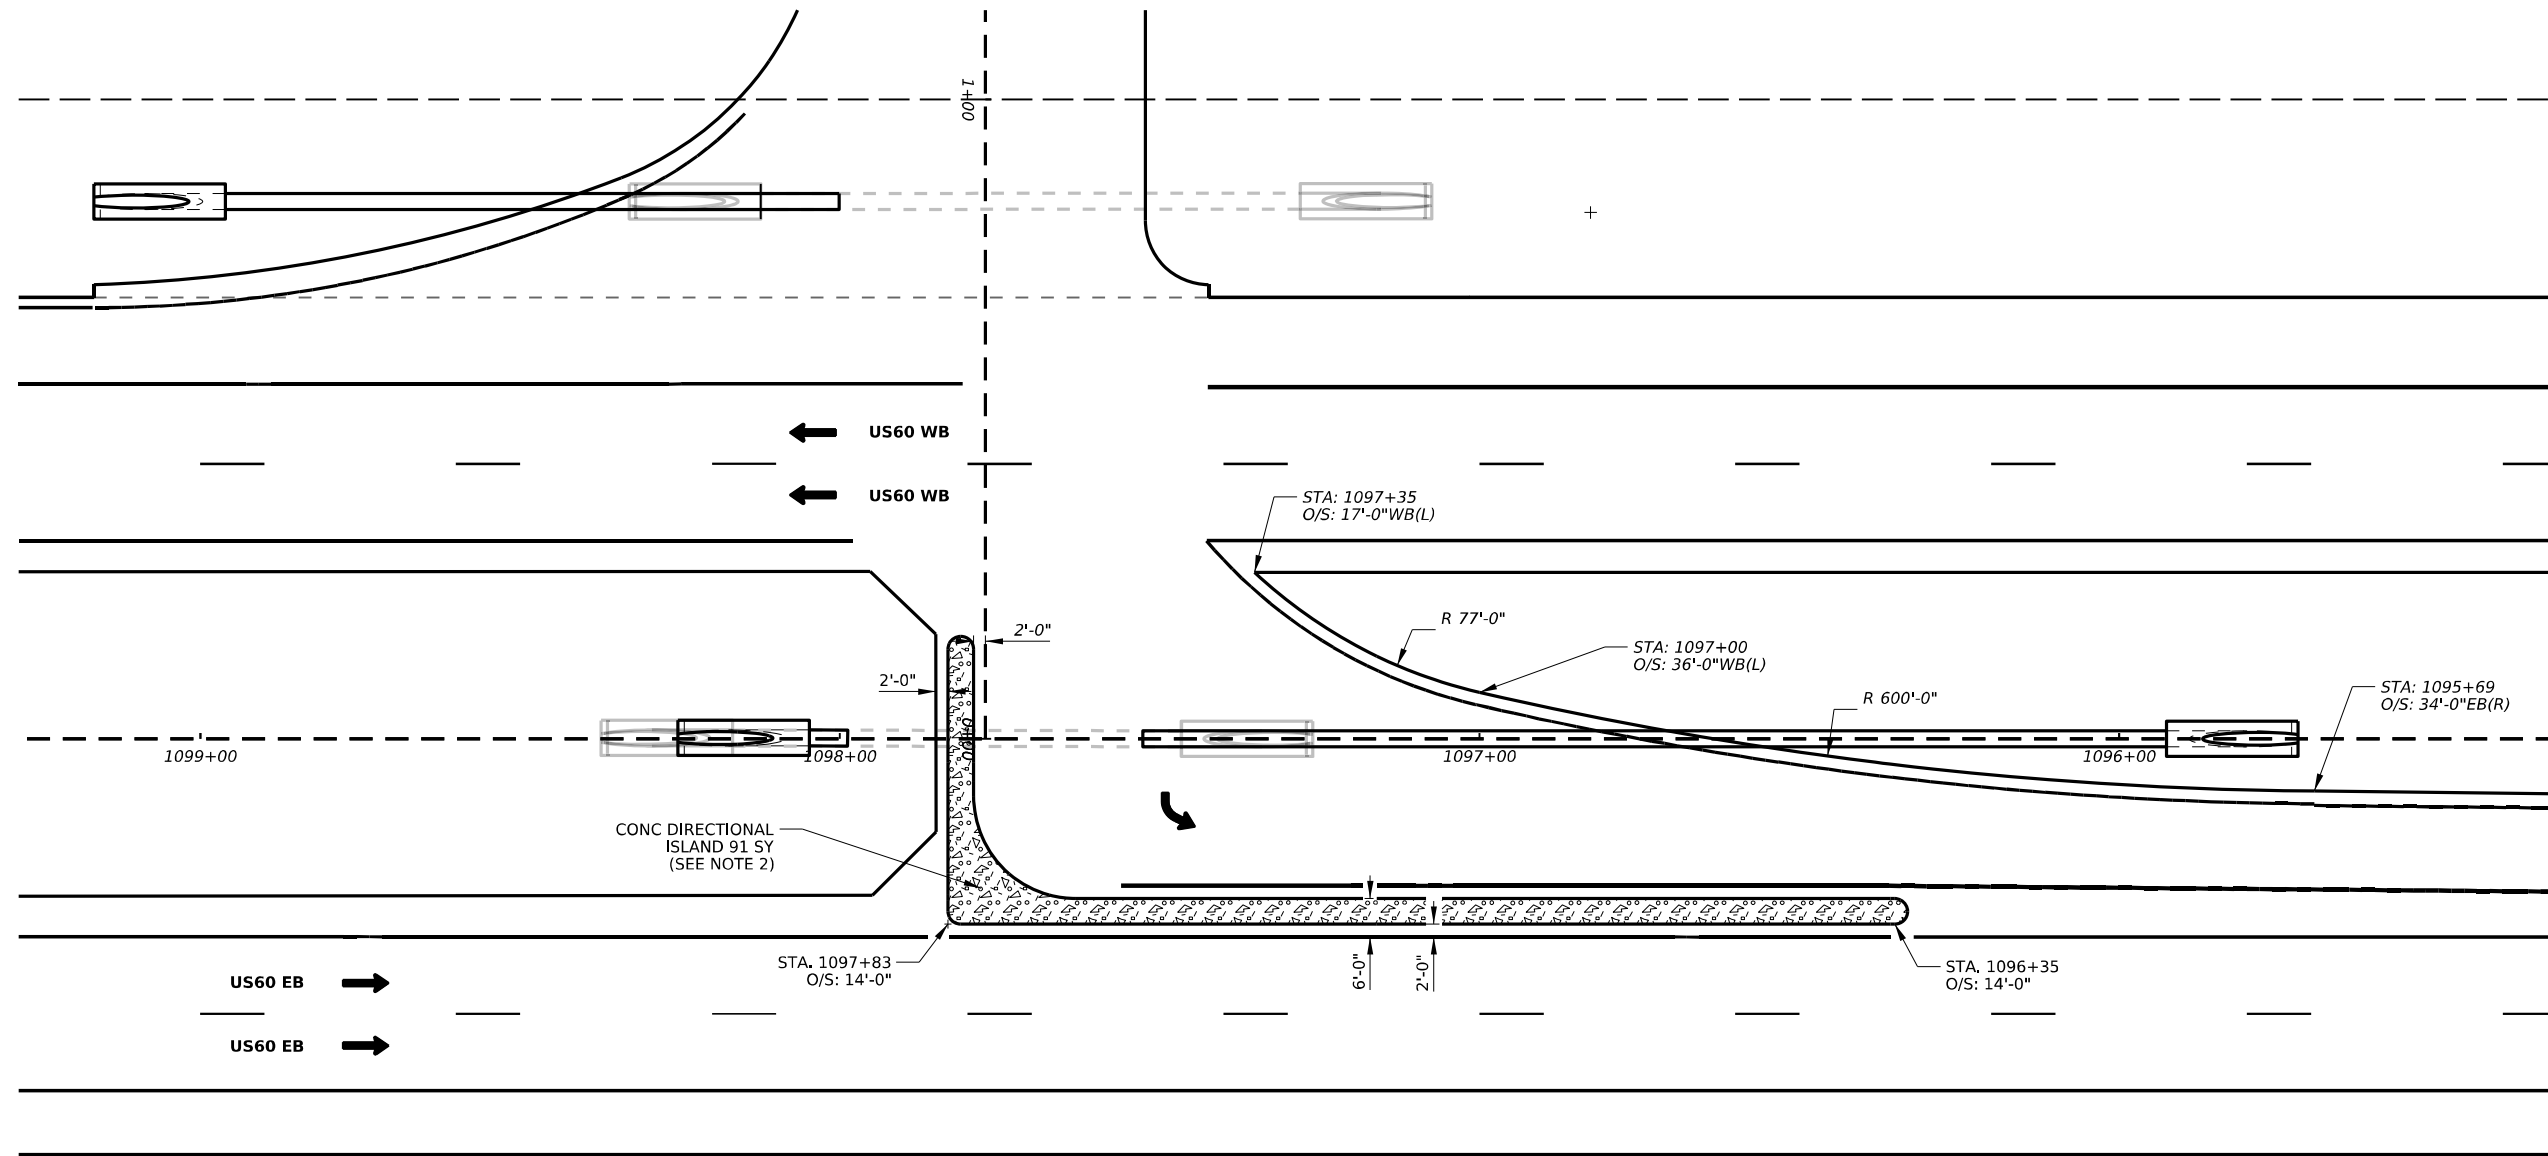 1+00
US60 WB
US60 WB
STA: 1097+35
O/S: 17'-0"WB(L)
R 77'-0"
2'-0"
STA: 1097+00
O/S: 36'-0"WB(L)
2'-0"
R 600'-0"
STA: 1095+69
O/S: 34'-0"EB(R)
1099+00
1098+00
1097+00
1096+00
CONC DIRECTIONAL
ISLAND 91 SY
(SEE NOTE 2)
STA. 1097+83
O/S: 14'-0"
6'-0"
2'-0"
STA. 1096+35
O/S: 14'-0"
US60 EB
US60 EB